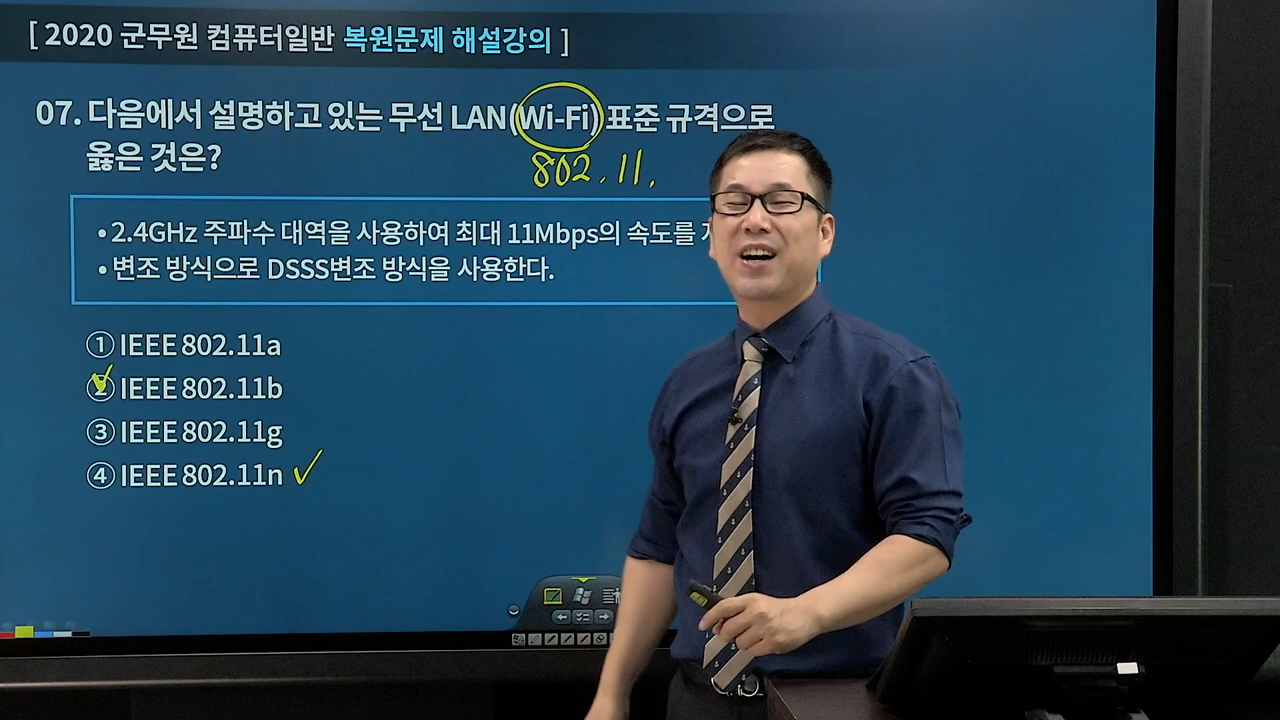 [ 2020 군무원 컴퓨터일반 복원문제 해설강의 ]
07. 다음에서 설명하고 있는 무선 LAN(Wi-Fi) 표준 규격으로
802.11.
옳은 것은?
• 2.4GHz 주파수 대역을 사용하여 최대 11Mbps의 속도를
• 변조 방식으로 DSSS변조 방식을 사용한다.
① IEEE 802.11a
② IEEE 802.11b
③ IEEE 802.11g
④ IEEE 802.11n